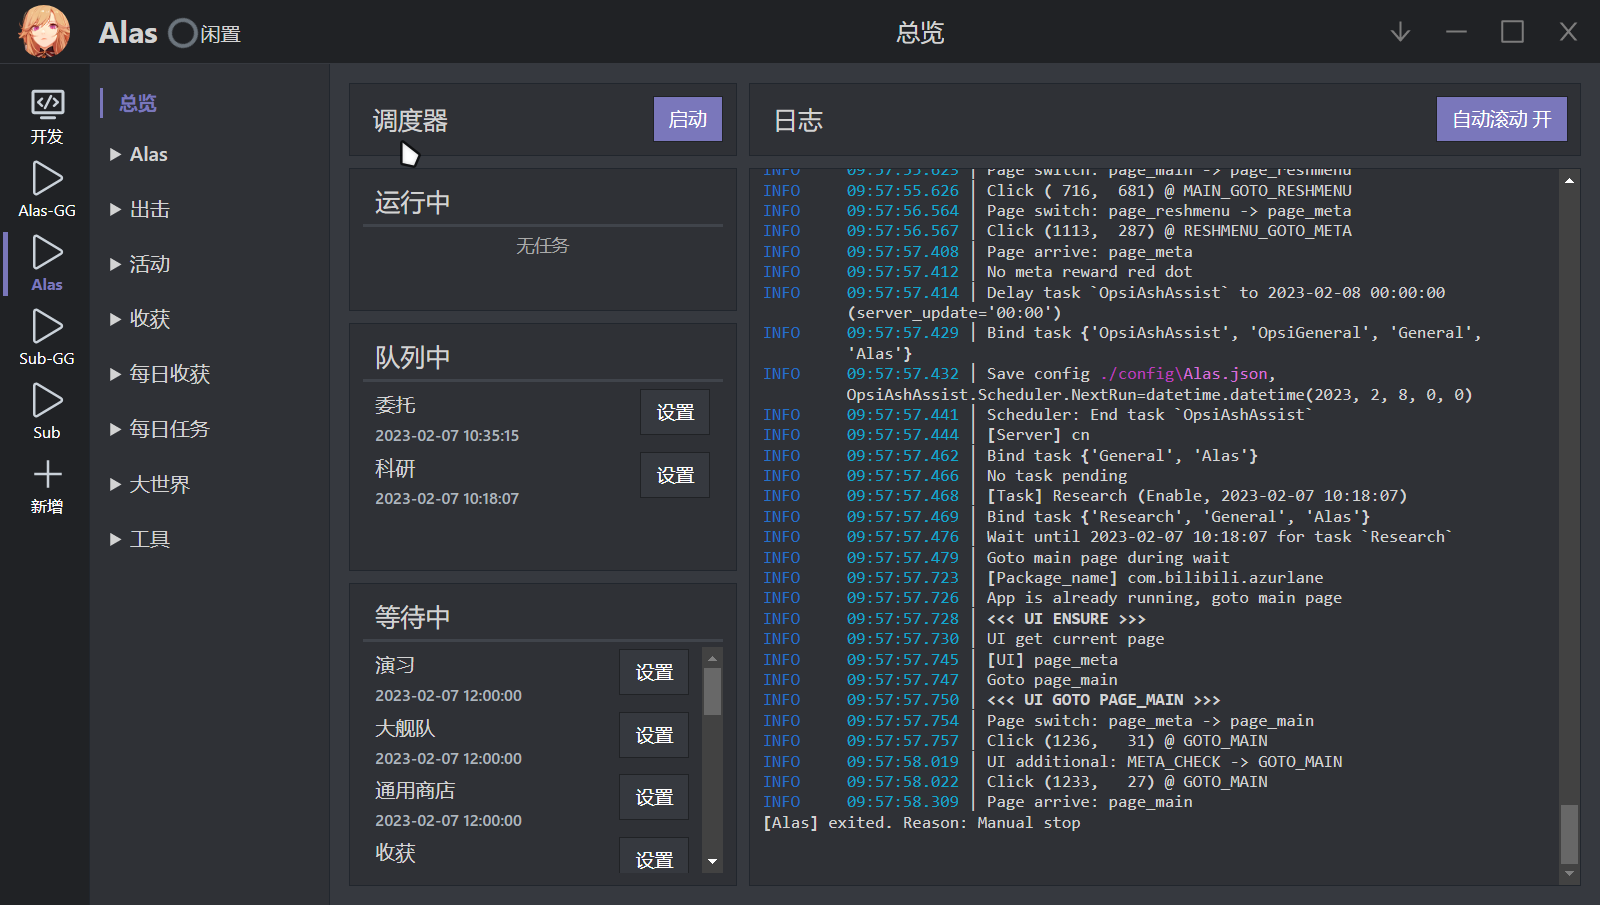 Alas 闲置
总览
开发
Alas-GG
Alas
Sub-GG
Sub
新增
总览
Alas
出击
活动
收获
每日收获
每日任务
大世界
工具
调度器
启动
运行中
无任务
队列中
委托
2023-02-07 10:35:15
设置
科研
2023-02-07 10:18:07
设置
等待中
演习
2023-02-07 12:00:00
设置
大舰队
2023-02-07 12:00:00
设置
通用商店
2023-02-07 12:00:00
设置
收获
设置
日志
自动滚动 开
INFO 09:57:55.623 │ Page switch: page_main -> page_reshmenu
INFO 09:57:55.626 │ Click ( 716, 681) @ MAIN_GOTO_RESHMENU
INFO 09:57:56.564 │ Page switch: page_reshmenu -> page_meta
INFO 09:57:56.567 │ Click (1113, 287) @ RESHMENU_GOTO_META
INFO 09:57:57.408 │ Page arrive: page_meta
INFO 09:57:57.412 │ No meta reward red dot
INFO 09:57:57.414 │ Delay task `OpsiAshAssist` to 2023-02-08 00:00:00
(server_update='00:00')
INFO 09:57:57.429 │ Bind task {'OpsiAshAssist', 'OpsiGeneral', 'General',
'Alas'}
INFO 09:57:57.432 │ Save config ./config\Alas.json,
OpsiAshAssist.Scheduler.NextRun=datetime.datetime(2023, 2, 8, 0, 0)
INFO 09:57:57.441 │ Scheduler: End task `OpsiAshAssist`
INFO 09:57:57.444 │ [Server] cn
INFO 09:57:57.462 │ Bind task {'General', 'Alas'}
INFO 09:57:57.466 │ No task pending
INFO 09:57:57.468 │ [Task] Research (Enable, 2023-02-07 10:18:07)
INFO 09:57:57.469 │ Bind task {'Research', 'General', 'Alas'}
INFO 09:57:57.476 │ Wait until 2023-02-07 10:18:07 for task `Research`
INFO 09:57:57.479 │ Goto main page during wait
INFO 09:57:57.723 │ [Package_name] com.bilibili.azurlane
INFO 09:57:57.726 │ App is already running, goto main page
INFO 09:57:57.728 │ <<< UI ENSURE >>>
INFO 09:57:57.730 │ UI get current page
INFO 09:57:57.745 │ [UI] page_meta
INFO 09:57:57.747 │ Goto page_main
INFO 09:57:57.750 │ <<< UI GOTO PAGE_MAIN >>>
INFO 09:57:57.754 │ Page switch: page_meta -> page_main
INFO 09:57:57.757 │ Click (1236, 31) @ GOTO_MAIN
INFO 09:57:58.019 │ UI additional: META_CHECK -> GOTO_MAIN
INFO 09:57:58.022 │ Click (1233, 27) @ GOTO_MAIN
INFO 09:57:58.309 │ Page arrive: page_main
[Alas] exited. Reason: Manual stop